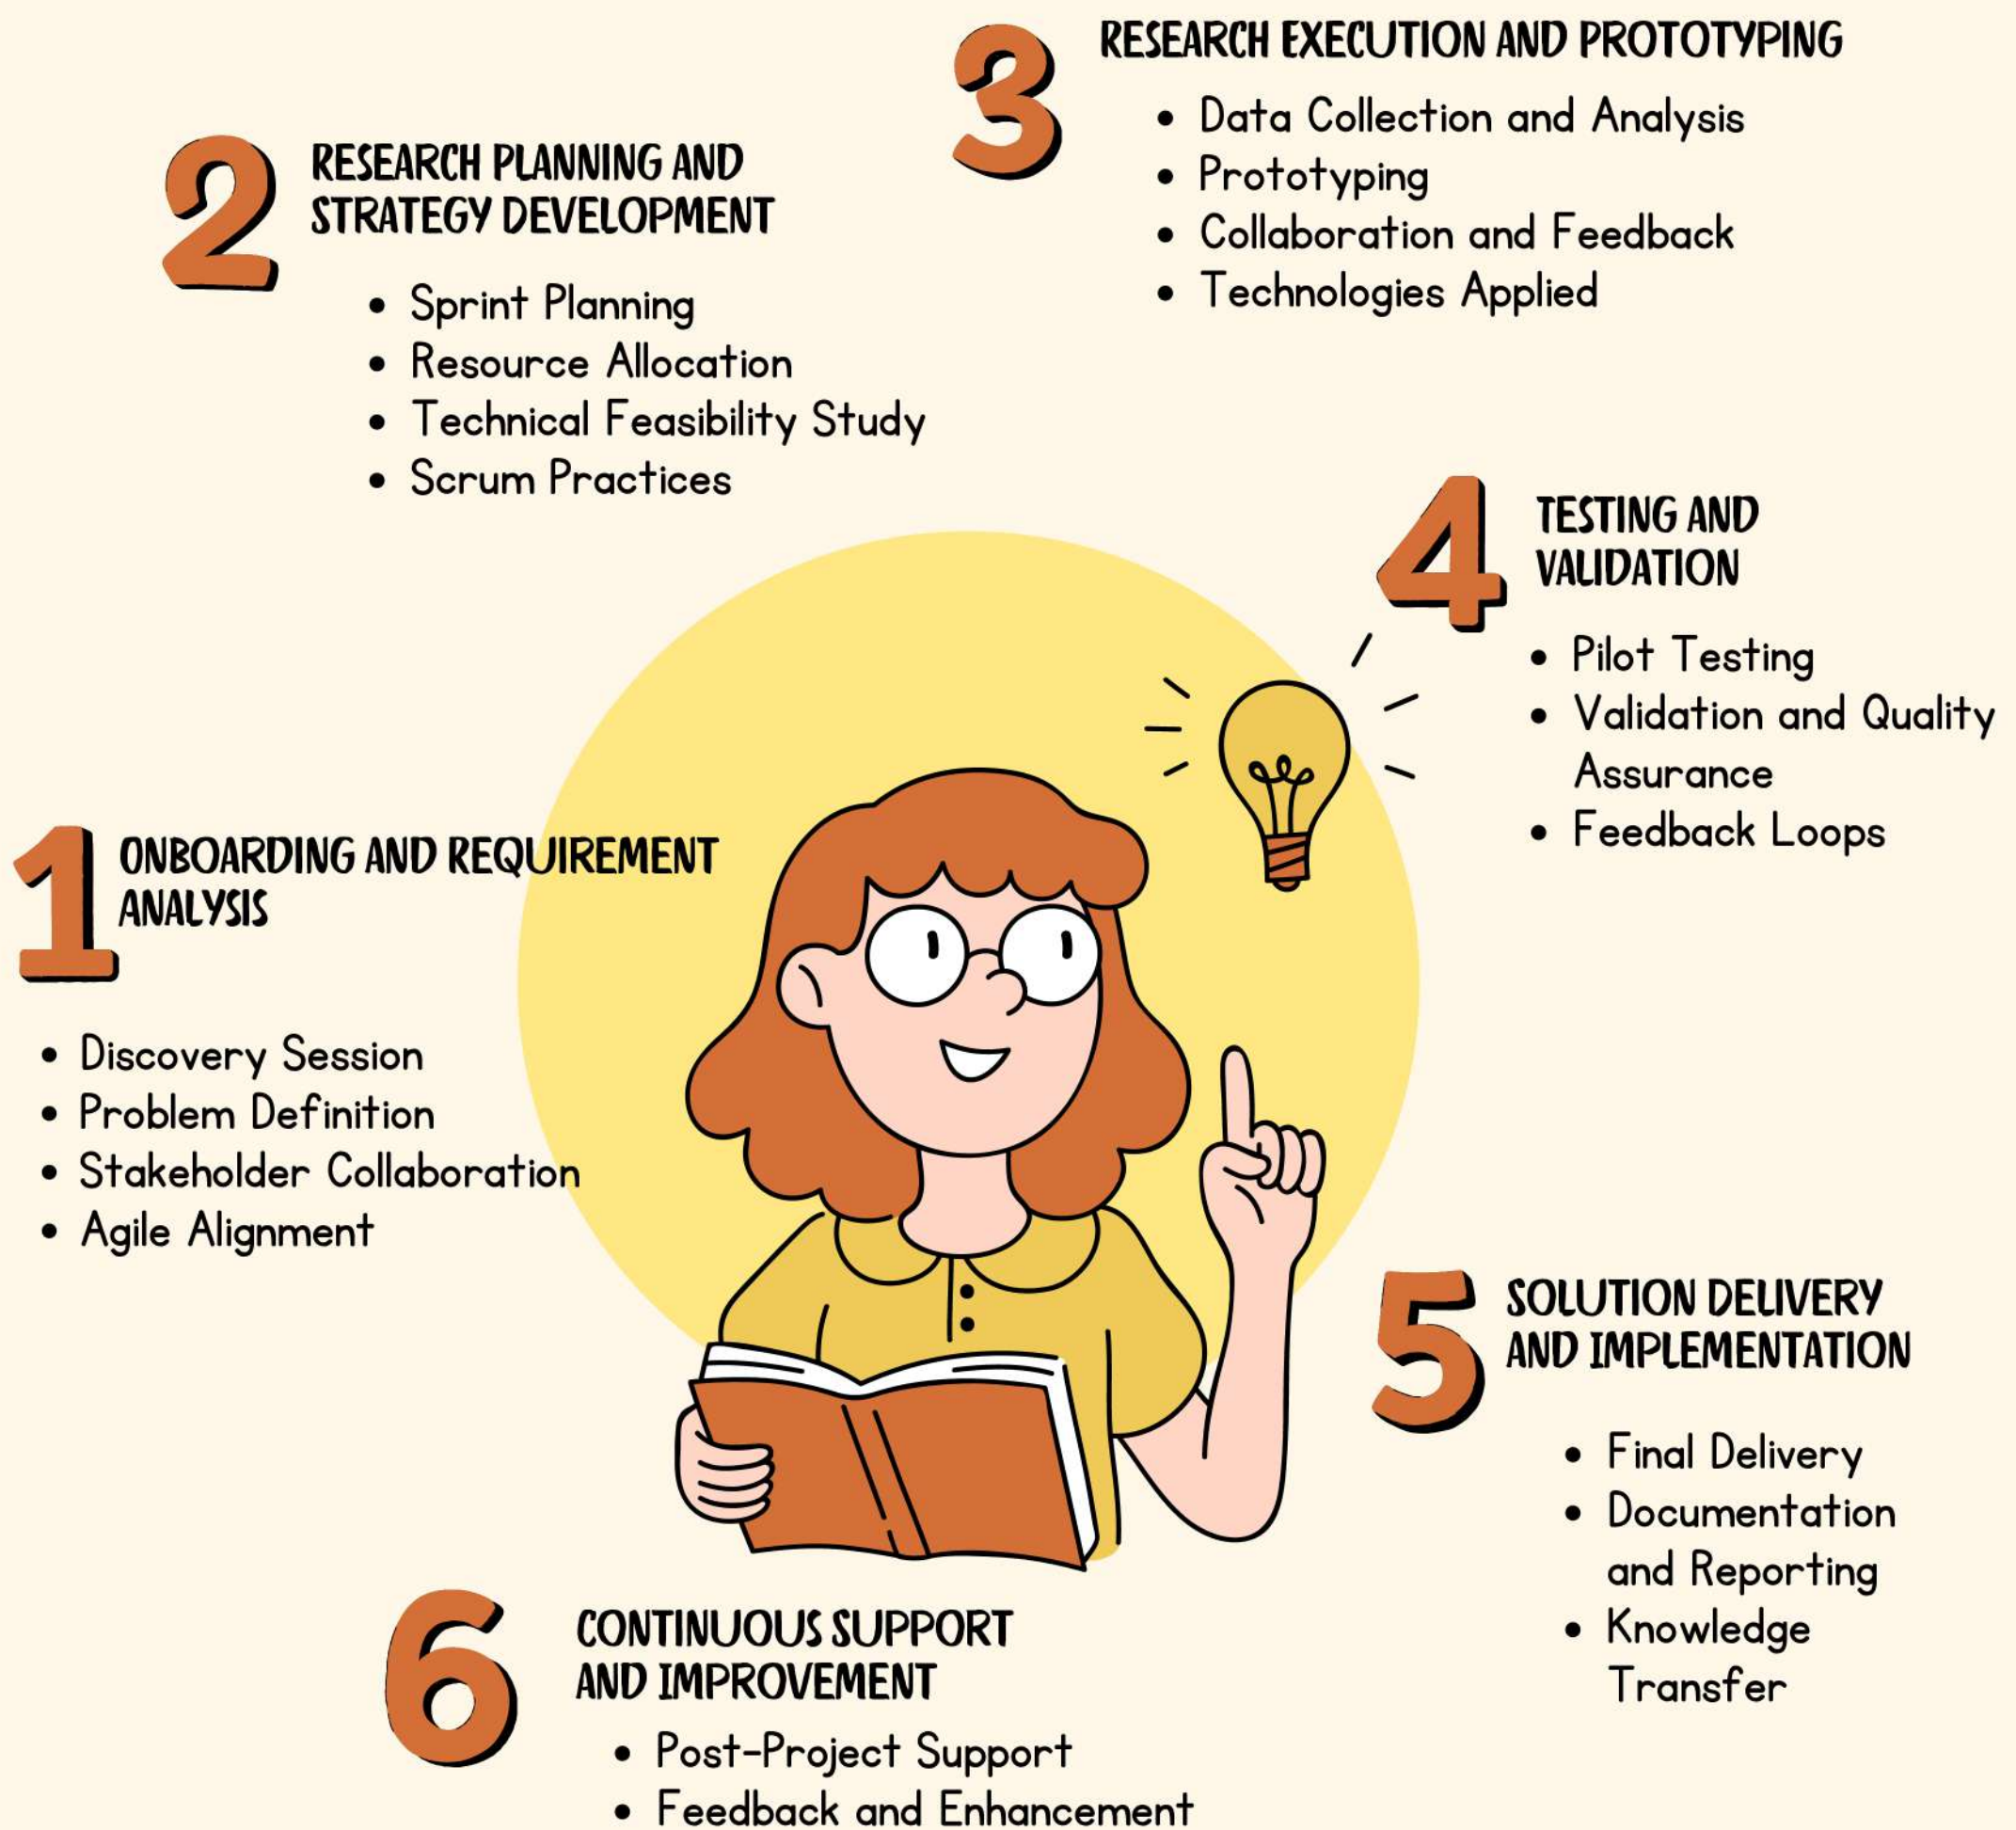 1
ONBOARDING AND REQUIREMENT
ANALYSIS
• Discovery Session
• Problem Definition
• Stakeholder Collaboration
• Agile Alignment
2
RESEARCH PLANNING AND
STRATEGY DEVELOPMENT
• Sprint Planning
• Resource Allocation
• Technical Feasibility Study
• Scrum Practices
3
RESEARCH EXECUTION AND PROTOTYPING
• Data Collection and Analysis
• Prototyping
• Collaboration and Feedback
• Technologies Applied
4
TESTING AND
VALIDATION
• Pilot Testing
• Validation and Quality
Assurance
• Feedback Loops
5
SOLUTION DELIVERY
AND IMPLEMENTATION
• Final Delivery
• Documentation
and Reporting
• Knowledge
Transfer
6
CONTINUOUS SUPPORT
AND IMPROVEMENT
• Post-Project Support
• Feedback and Enhancement